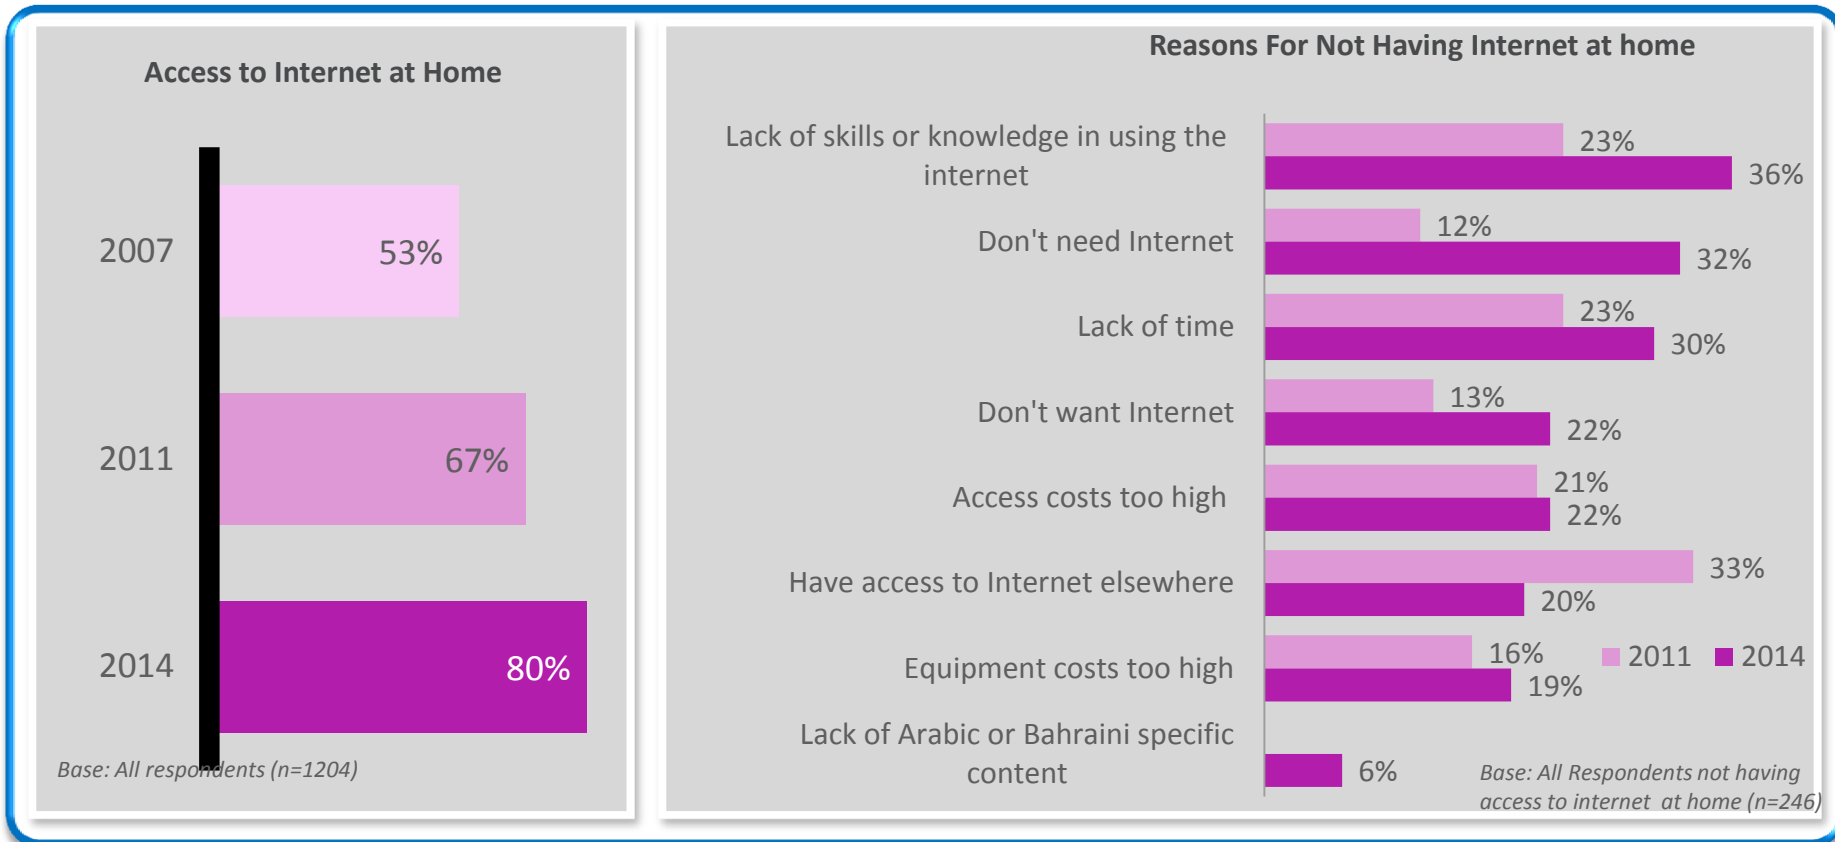 Access to Internet at Home
2007
53%
2011
67%
2014
80%
Base: All respondents (n=1204)
Reasons For Not Having Internet at home
Lack of skills or knowledge in using the
internet
23%
36%
Don't need Internet
12%
32%
Lack of time
23%
30%
Don't want Internet
13%
22%
Access costs too high
21%
22%
Have access to Internet elsewhere
33%
20%
Equipment costs too high
16%
19%
2011 2014
Lack of Arabic or Bahraini specific
content
6%
Base: All Respondents not having
access to internet at home (n=246)